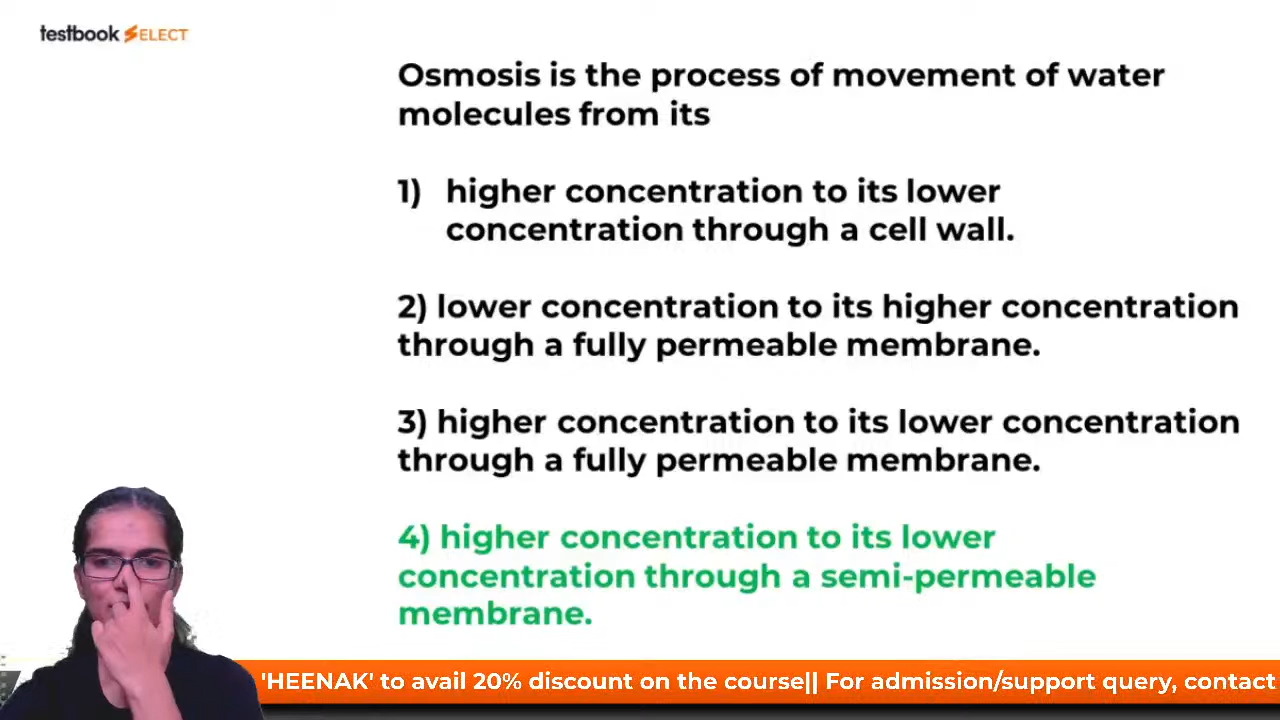 testbook SELECT
Osmosis is the process of movement of water
molecules from its
1) higher concentration to its lower
concentration through a cell wall.
2) lower concentration to its higher concentration
through a fully permeable membrane.
3) higher concentration to its lower concentration
through a fully permeable membrane.
4) higher concentration to its lower
concentration through a semi-permeable
membrane.
'HEENAK' to avail 20% discount on the course|| For admission/support query, contact